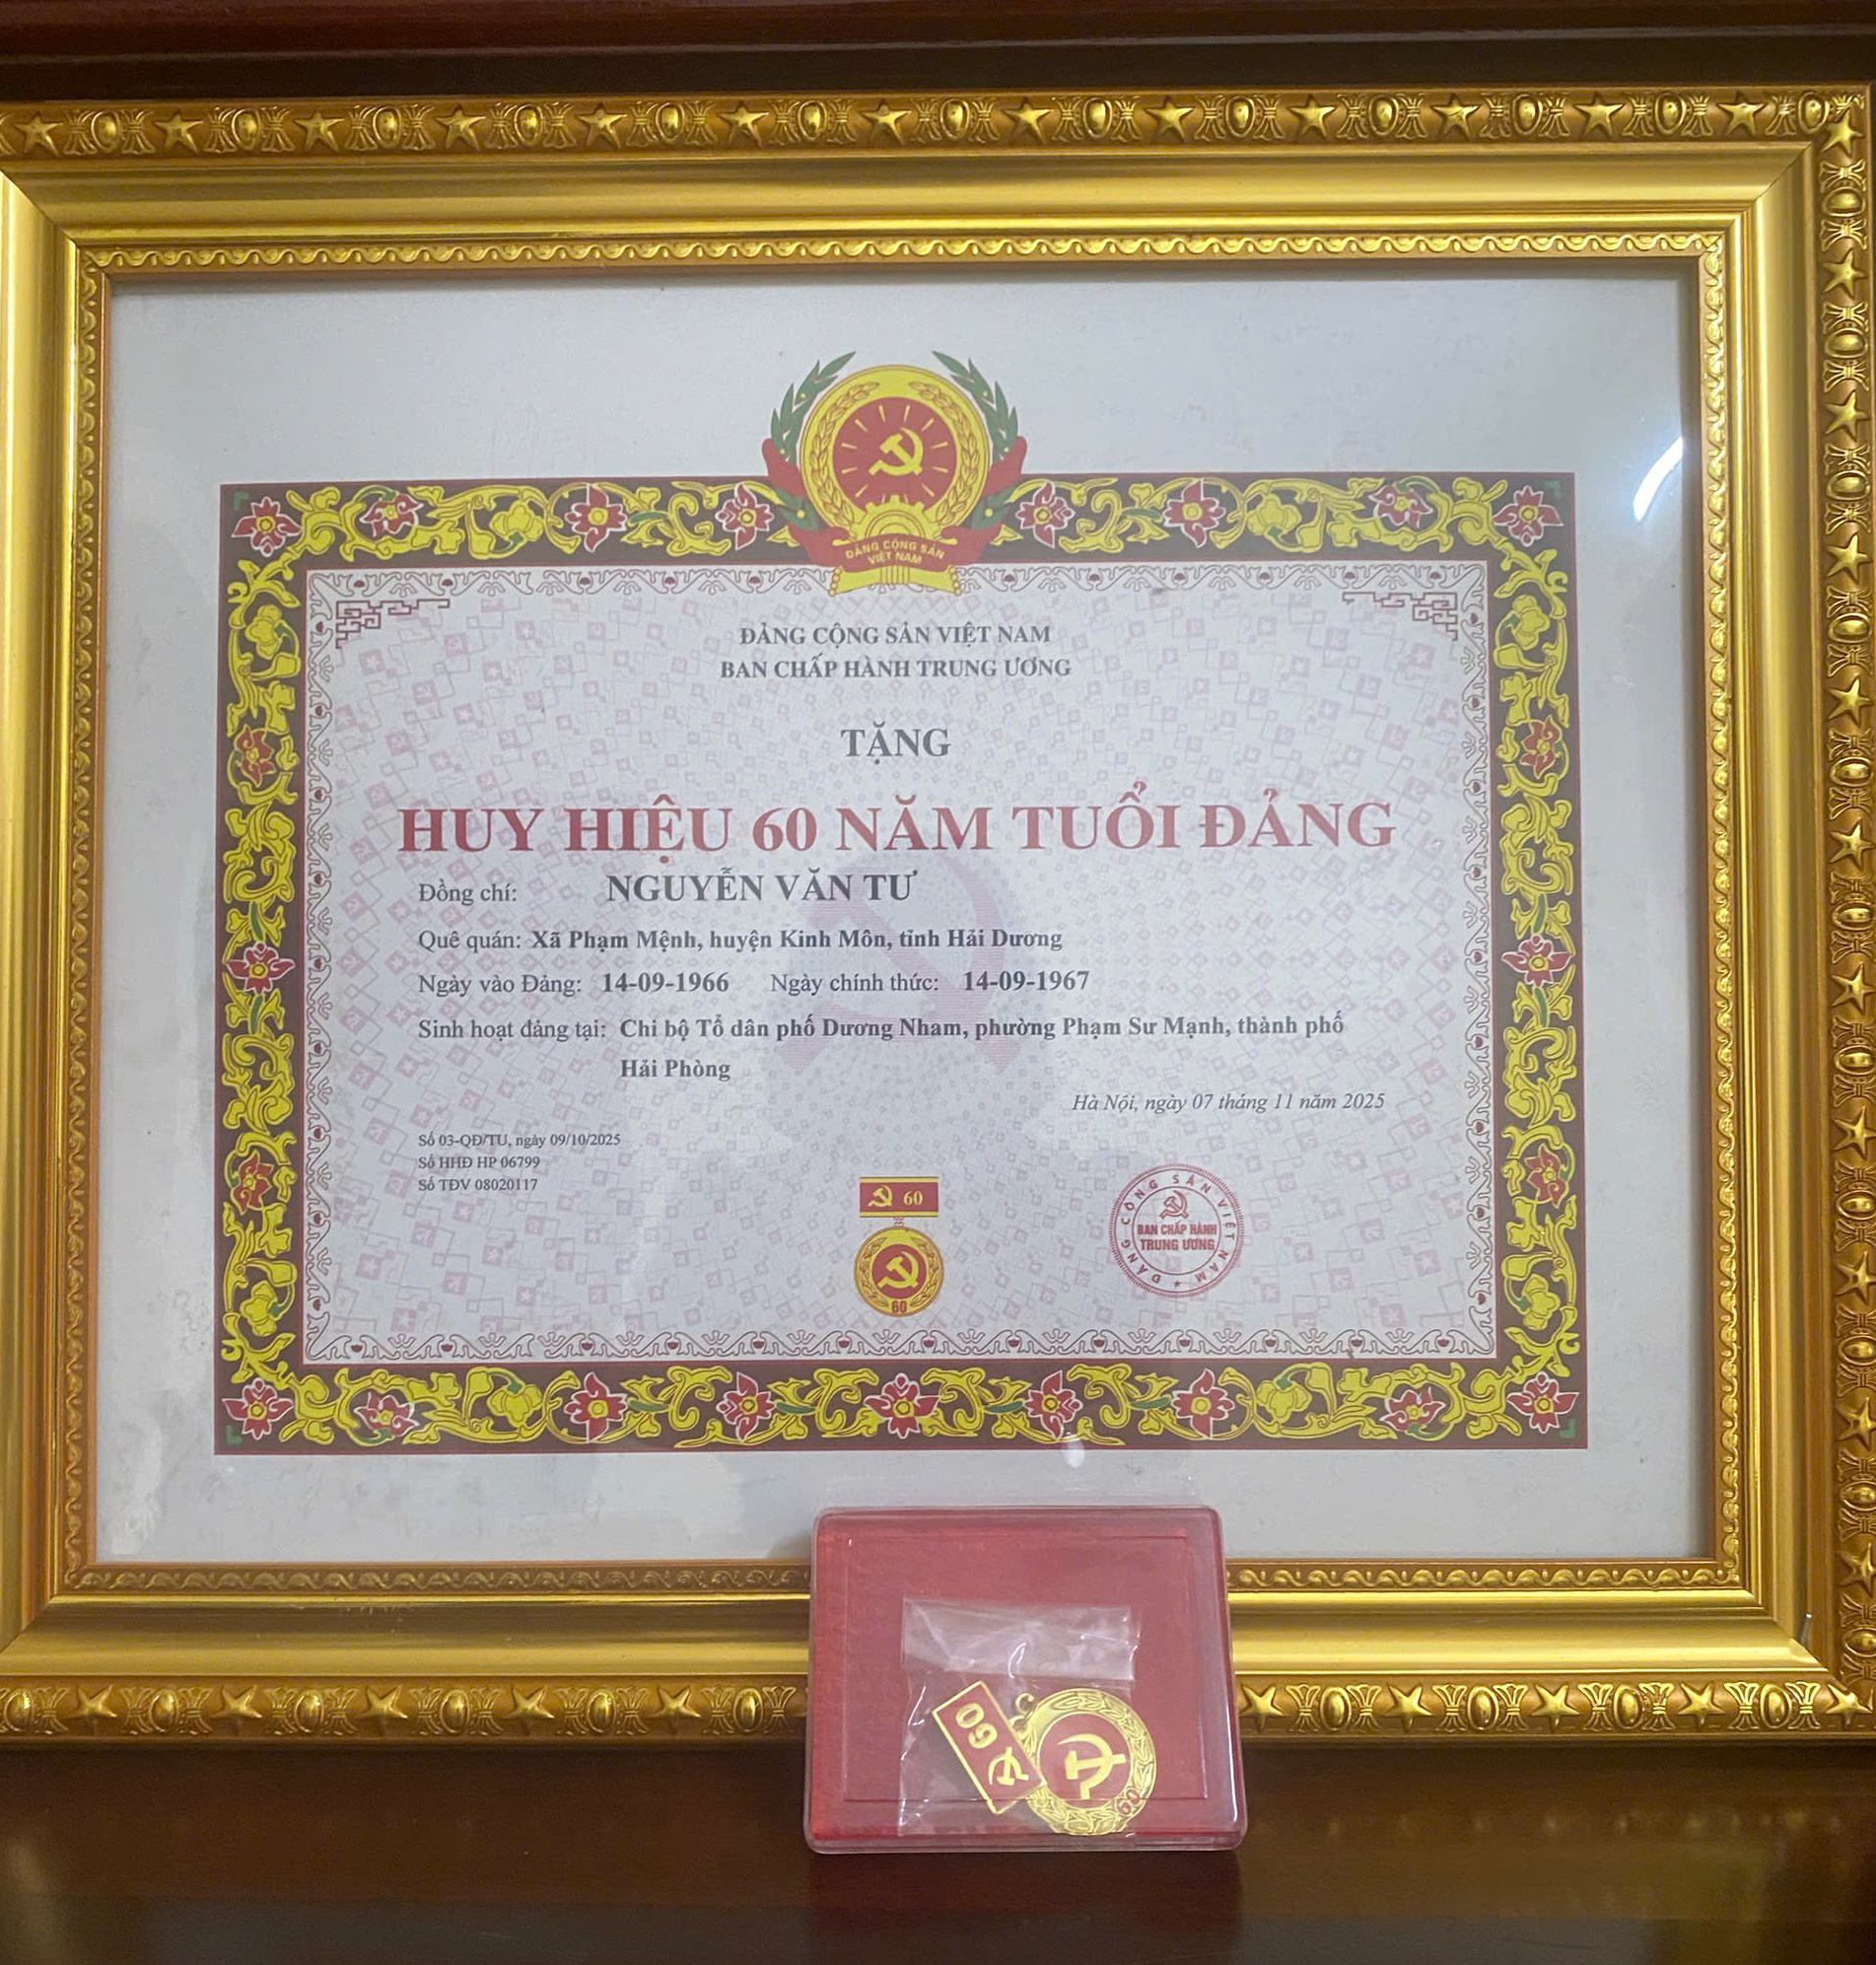 ĐẢNG CỘNG SẢN
VIỆT NAM
ĐẢNG CỘNG SẢN VIỆT NAM
BAN CHẤP HÀNH TRUNG ƯƠNG
TẶNG
HUY HIỆU 60 NĂM TUỔI ĐẢNG
Đồng chí: NGUYỄN VĂN TƯ
Quê quán: Xã Phạm Mệnh, huyện Kinh Môn, tỉnh Hải Dương
Ngày vào Đảng: 14-09-1966 Ngày chính thức: 14-09-1967
Sinh hoạt đảng tại: Chi bộ Tổ dân phố Dương Nham, phường Phạm Sư Mạnh, thành phố
Hải Phòng
Hà Nội, ngày 07 tháng 11 năm 2025
Số 03-QĐ/TU, ngày 09/10/2025
Số HHĐ HP 06799
Số TĐV 08020117
60
60
ĐẢNG CỘNG SẢN VIỆT NAM
BAN CHẤP HÀNH
TRUNG ƯƠNG
60
60